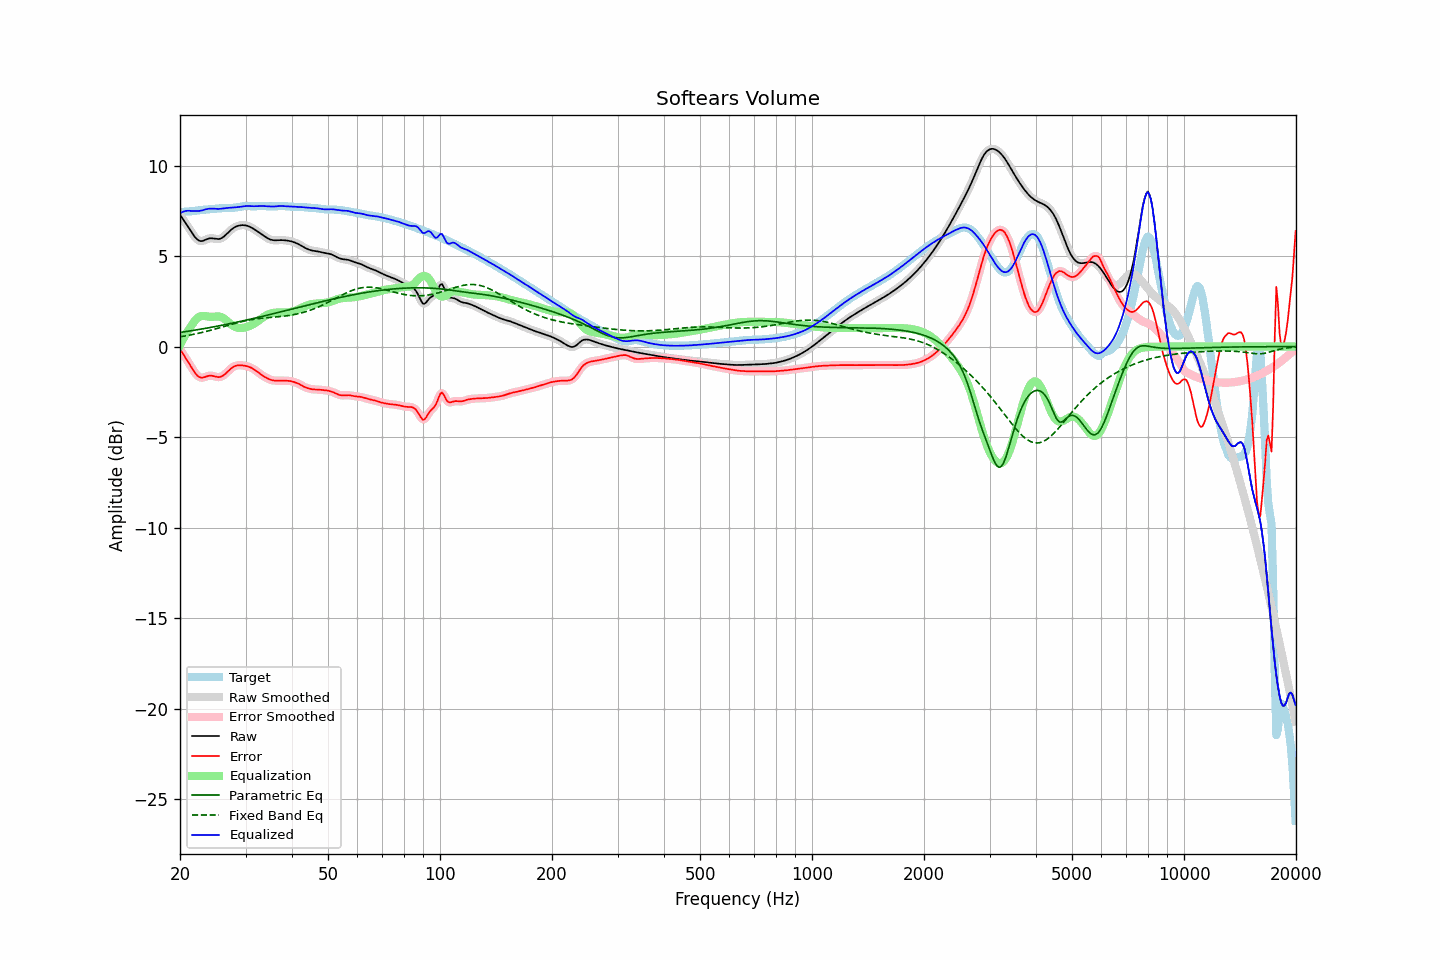 Softears Volume
Amplitude (dBr)
10
5
0
−5
−10
−15
−20
−25
Target
Raw Smoothed
Error Smoothed
Raw
Error
Equalization
Parametric Eq
Fixed Band Eq
Equalized
20 50 100 200 500 1000 2000 5000 10000 20000
Frequency (Hz)